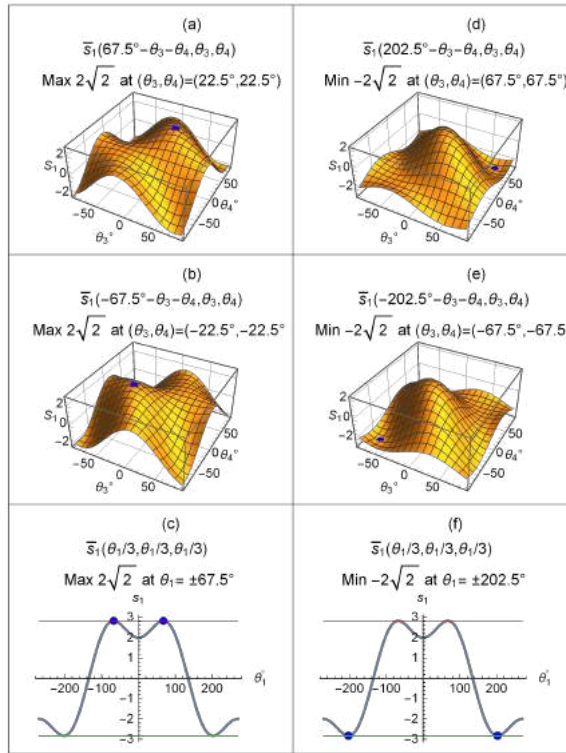 (a)
s̅₁(67.5°−θ₃−θ₄,θ₃,θ₄)
Max 2√2 at (θ₃,θ₄)=(22.5°,22.5°)
2
S₁ 0
−2
−50
0
θ₃°
50
−50
0
θ₄°
50
(b)
s̅₁(−67.5°−θ₃−θ₄,θ₃,θ₄)
Max 2√2 at (θ₃,θ₄)=(−22.5°,−22.5°
2
S₁ 0
−2
−50
0
θ₃°
50
−50
0
θ₄°
50
(c)
s̅₁(θ₁/3,θ₁/3,θ₁/3)
Max 2√2 at θ₁= ±67.5°
s₁
3
2
1
−200 −100 100 200 θ₁°
−1
−2
−3
(d)
s̅₁(202.5°−θ₃−θ₄,θ₃,θ₄)
Min −2√2 at (θ₃,θ₄)=(67.5°,67.5°)
2
S₁ 0
−2
−50
0
θ₃°
50
−50
0
θ₄°
50
(e)
s̅₁(−202.5°−θ₃−θ₄,θ₃,θ₄)
Min −2√2 at (θ₃,θ₄)=(−67.5°,−67.5
2
S₁ 0
−2
−50
0
θ₃°
50
−50
0
θ₄°
50
(f)
s̅₁(θ₁/3,θ₁/3,θ₁/3)
Min −2√2 at θ₁= ±202.5°
s₁
3
2
1
−200 −100 100 200 θ₁°
−1
−2
−3